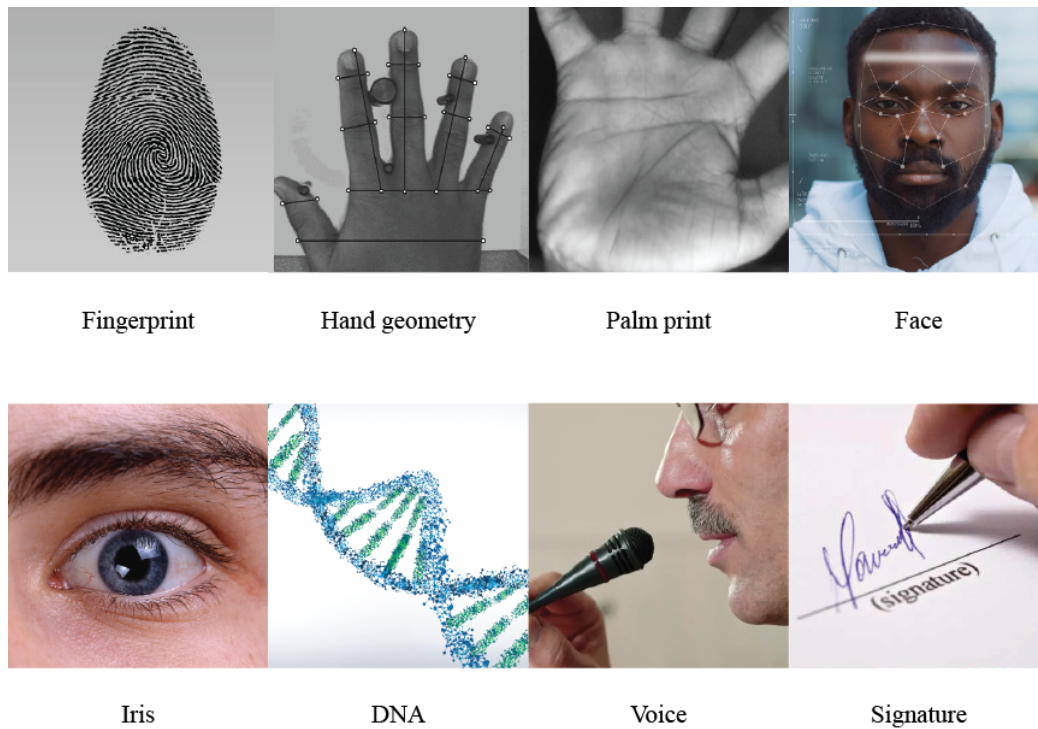 Fingerprint
Hand geometry
Palm print
Face
(signature)
Iris
DNA
Voice
Signature